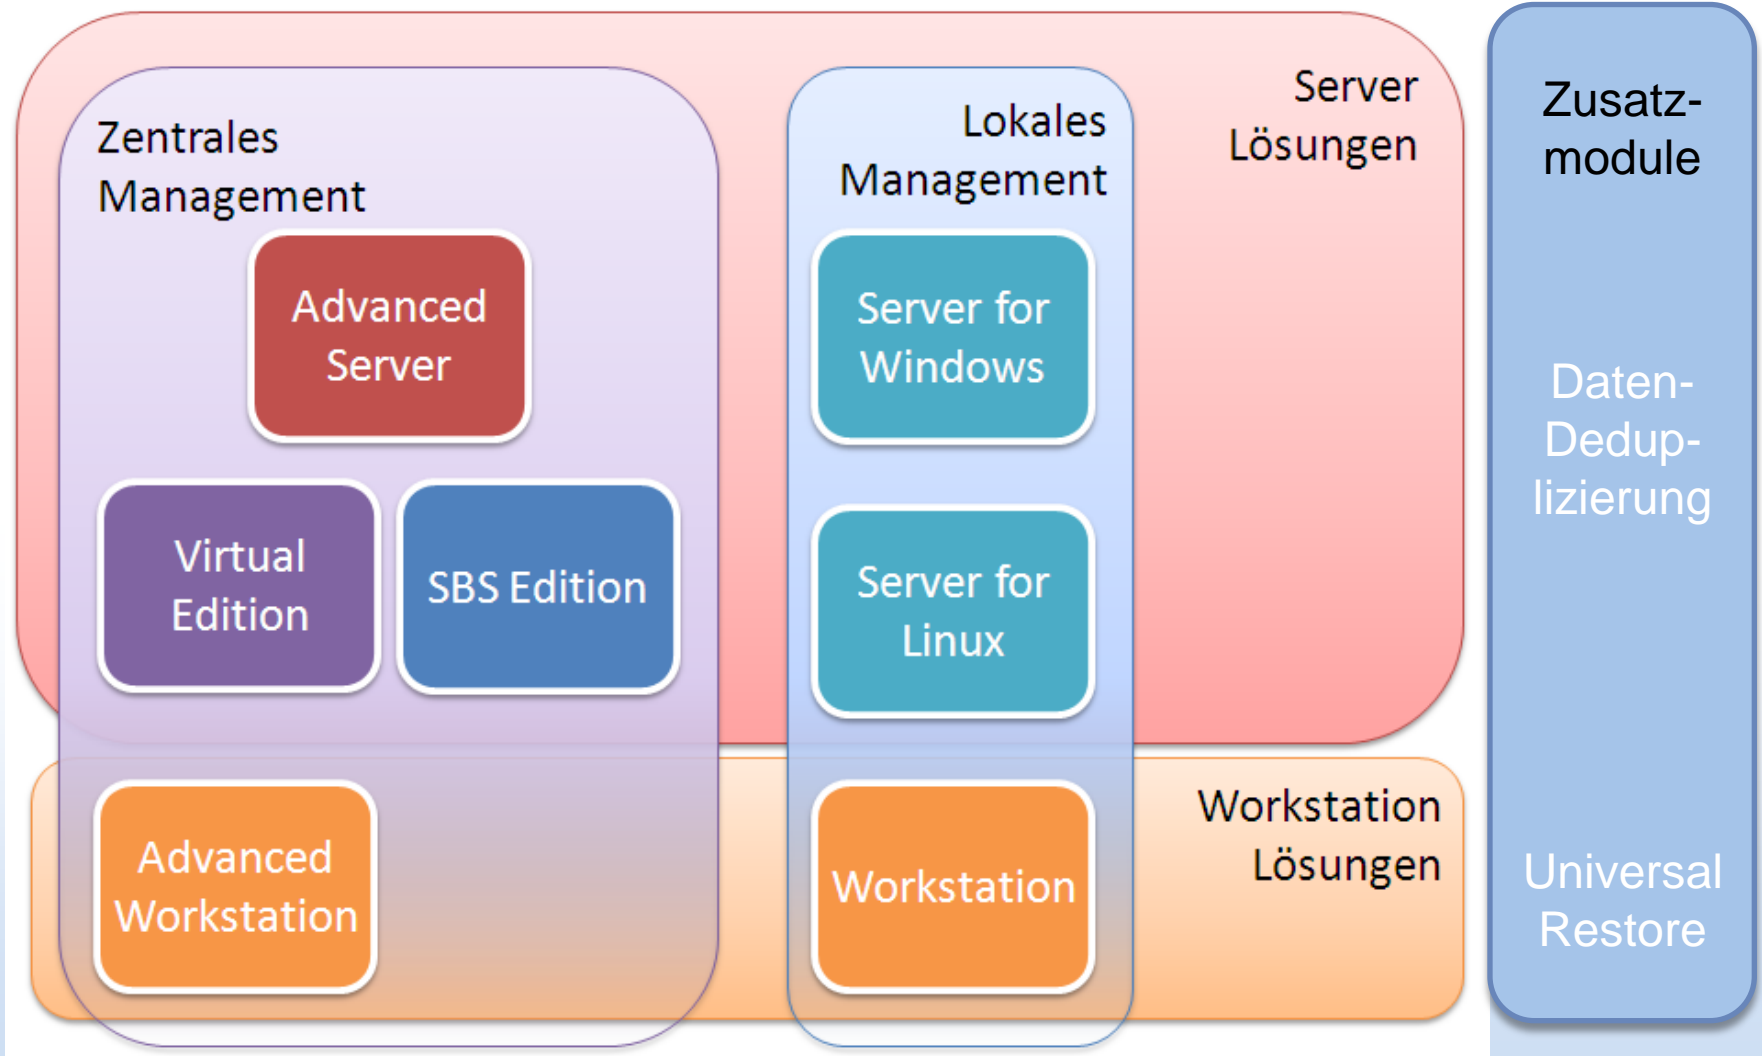 Zentrales
Management
Advanced
Server
Virtual
Edition
SBS Edition
Advanced
Workstation
Lokales
Management
Server for
Windows
Server for
Linux
Workstation
Server
Lösungen
Workstation
Lösungen
Zusatz-
module
Daten-
Dedup-
lizierung
Universal
Restore